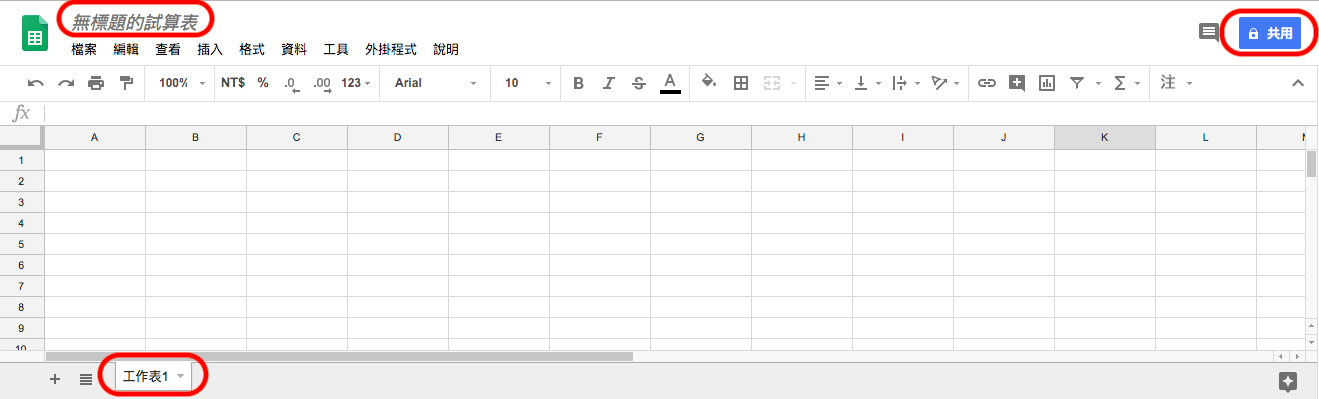 無標題的試算表
檔案 編輯 查看 插入 格式 資料 工具 外掛程式 說明
共用
100% NT$ % .0 .00 123 Arial 10 B I S A Σ 注
fx
A B C D E F G H I J K L
1
2
3
4
5
6
7
8
9
10
工作表1